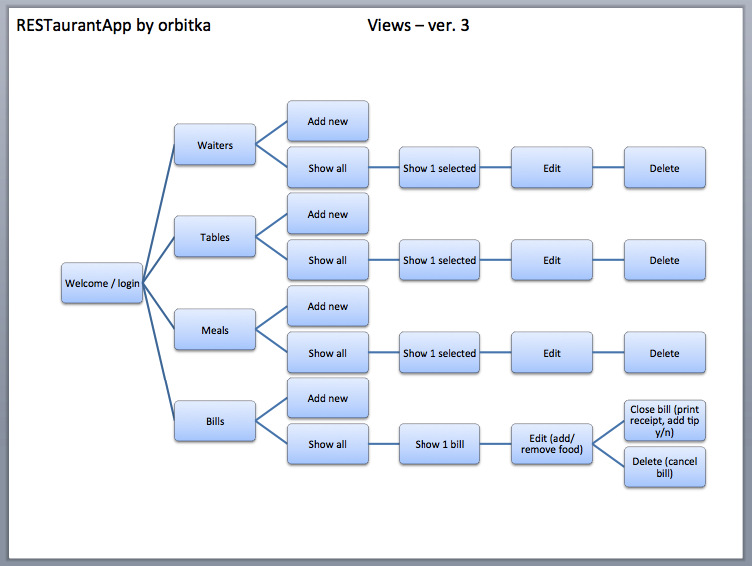 RESTaurantApp by orbitka
Views – ver. 3
Welcome / login
Waiters
Add new
Show all
Show 1 selected
Edit
Delete
Tables
Add new
Show all
Show 1 selected
Edit
Delete
Meals
Add new
Show all
Show 1 selected
Edit
Delete
Bills
Add new
Show all
Show 1 bill
Edit (add/
remove food)
Close bill (print
receipt, add tip
y/n)
Delete (cancel
bill)